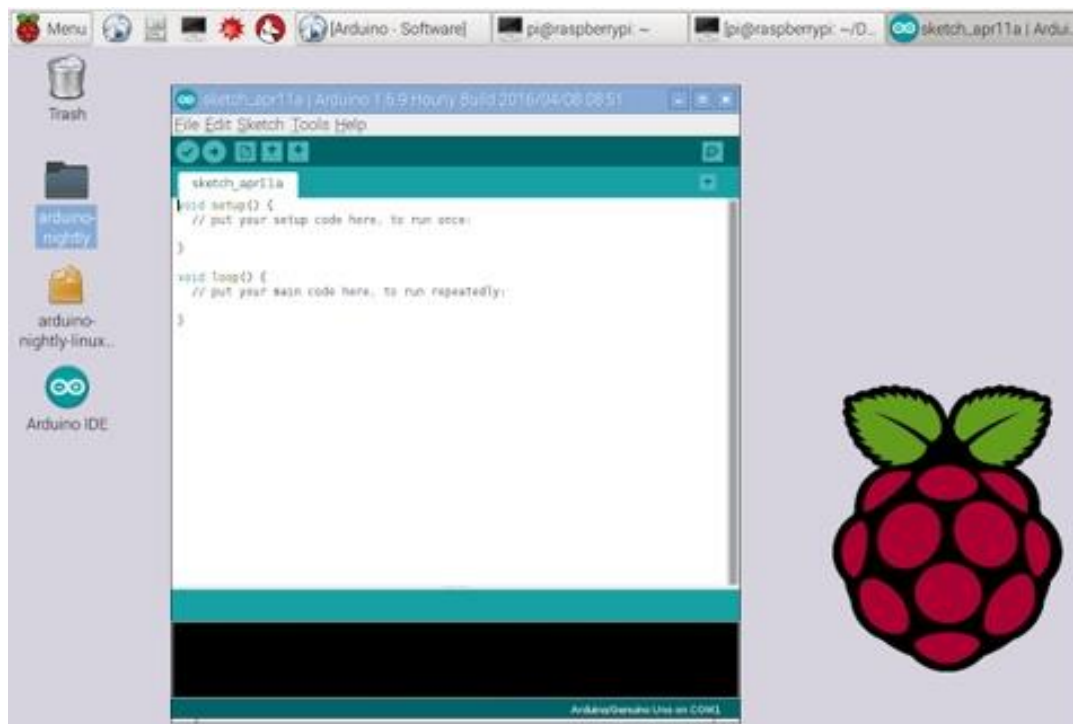 Menu [Arduino - Software] pi@raspberrypi: ~ [pi@raspberrypi: ~/D... sketch_apr11a | Ardui...
Trash
arduino-
nightly
arduino-
nightly-linux...
Arduino IDE
sketch_apr11a | Arduino 1.6.9 Hourly Build 2016/04/08 08:51
File Edit Sketch Tools Help
sketch_apr11a
void setup() {
// put your setup code here, to run once:
}
void loop() {
// put your main code here, to run repeatedly:
}
Arduino/Genuino Uno on COM1